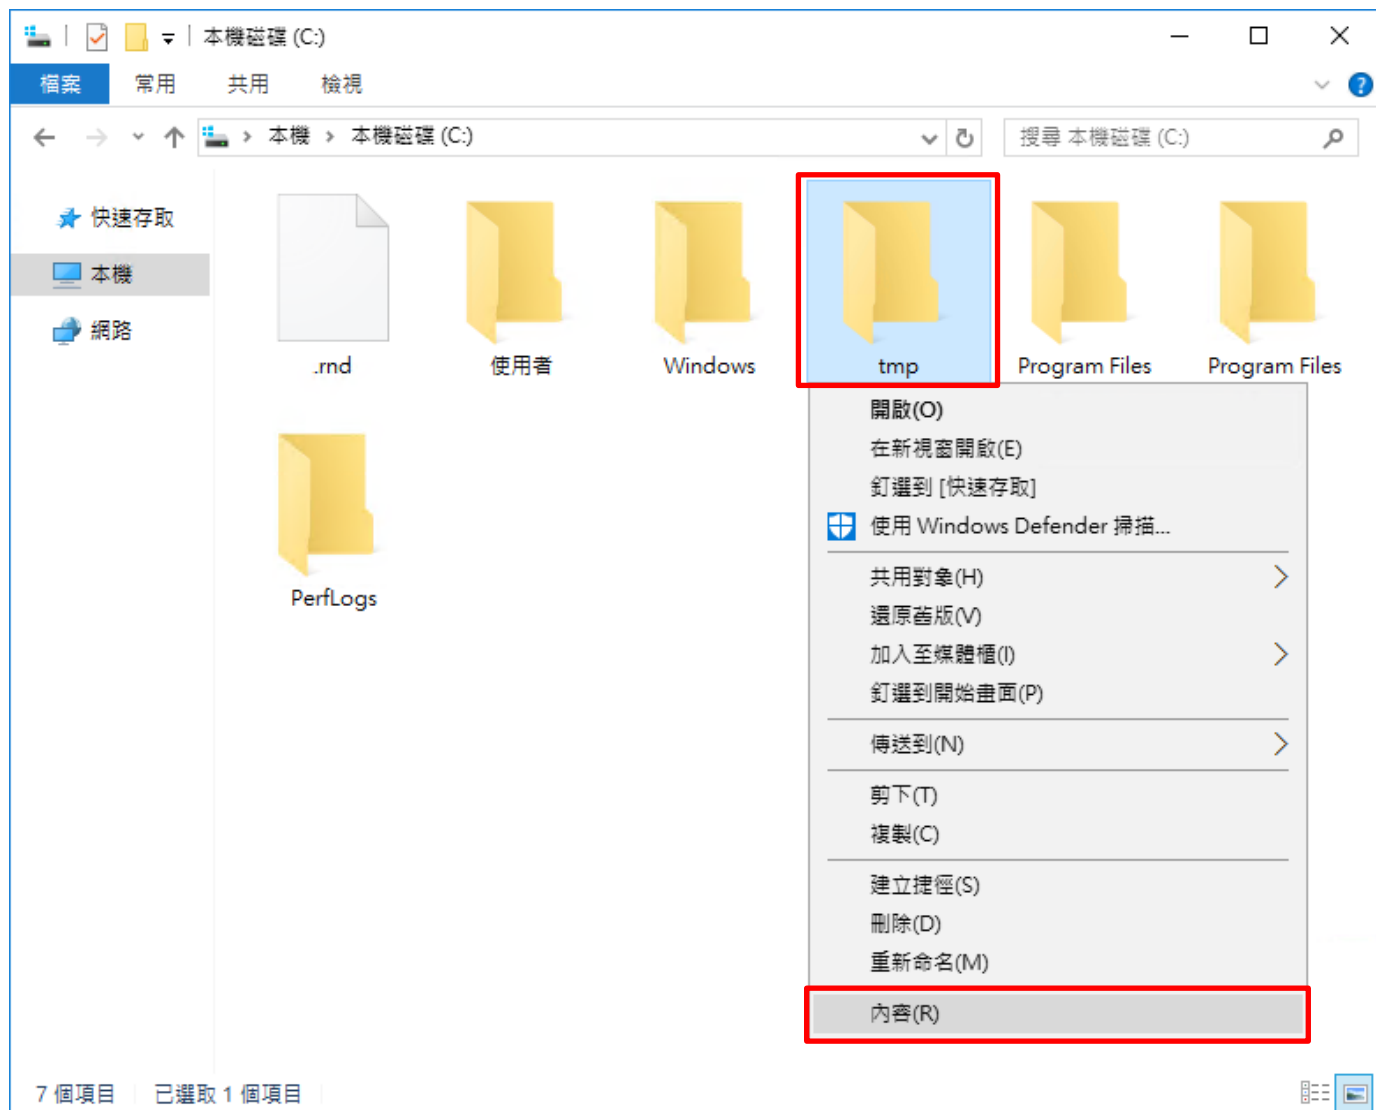 本機磁碟 (C:)
檔案 常用 共用 檢視
本機 本機磁碟 (C:) 搜尋 本機磁碟 (C:)
快速存取
本機
網路
.rnd 使用者 Windows tmp Program Files Program Files
PerfLogs
開啟(O)
在新視窗開啟(E)
釘選到 [快速存取]
使用 Windows Defender 掃描...
共用對象(H)
還原舊版(V)
加入至媒體櫃(I)
釘選到開始畫面(P)
傳送到(N)
剪下(T)
複製(C)
建立捷徑(S)
刪除(D)
重新命名(M)
內容(R)
7 個項目 已選取 1 個項目